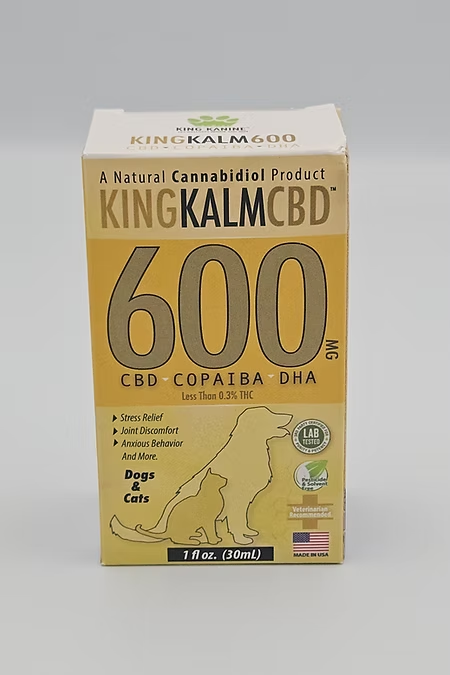 KING KANINE
KINGKALM600
CBD • COPAIBA • DHA
A Natural Cannabidiol Product
KINGKALMCBD™
600 MG
CBD COPAIBA DHA
Less Than 0.3% THC
Stress Relief
Joint Discomfort
Anxious Behavior
And More.
Dogs
&
Cats
LAB
TESTED
Pesticide
& Solvent
Free
Veterinarian
Recommended
MADE IN USA
1 fl oz. (30mL)